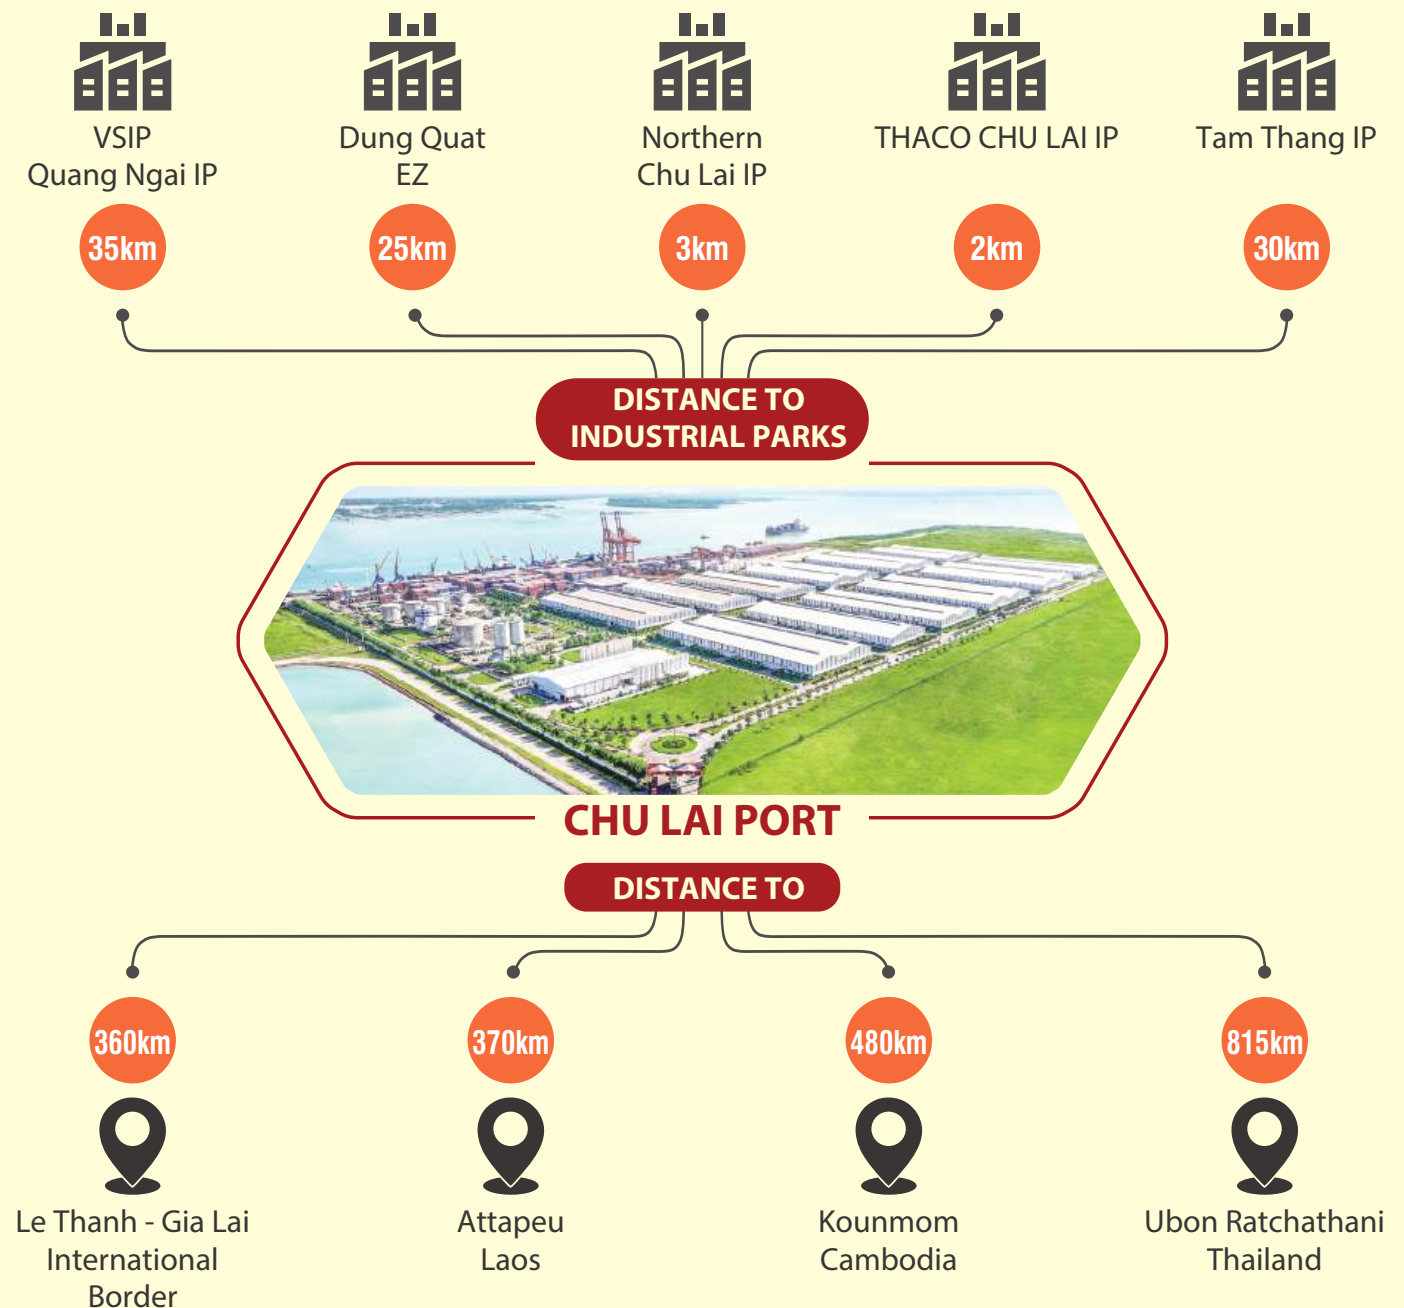 VSIP
Quang Ngai IP
Dung Quat
EZ
Northern
Chu Lai IP
THACO CHU LAI IP
Tam Thang IP
35km
25km
3km
2km
30km
DISTANCE TO
INDUSTRIAL PARKS
CHU LAI PORT
DISTANCE TO
360km
370km
480km
815km
Le Thanh - Gia Lai
International
Border
Attapeu
Laos
Kounmom
Cambodia
Ubon Ratchathani
Thailand